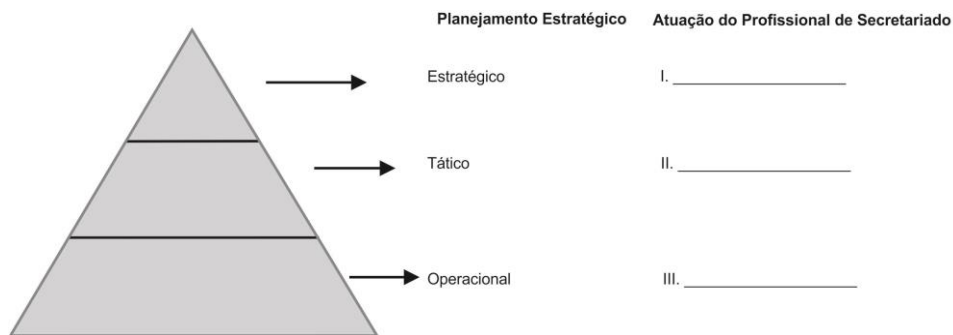 Planejamento Estratégico Atuação do Profissional de Secretariado
Estratégico I. ____________________
Tático II. ____________________
Operacional III. ____________________